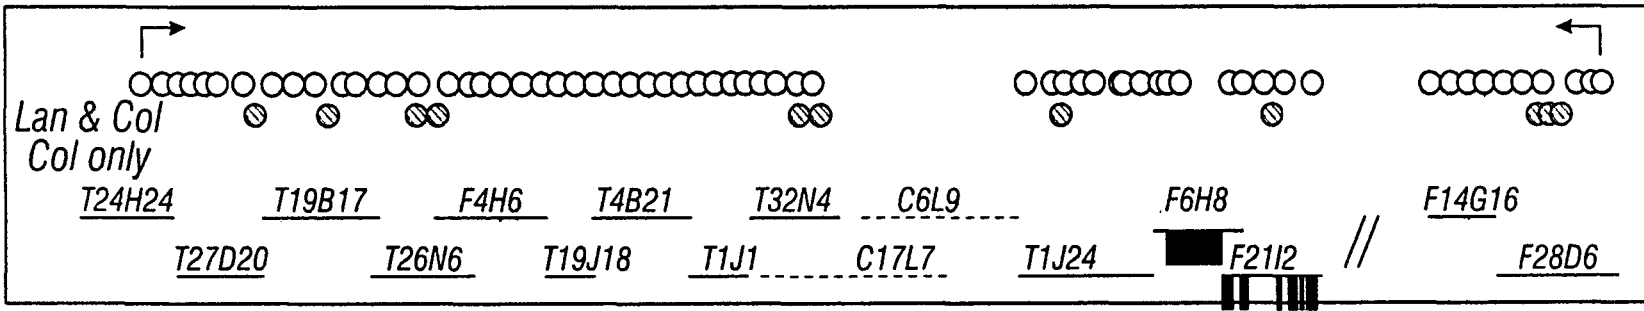 Lan & Col
Col only
T24H24 T19B17 F4H6 T4B21 T32N4 C6L9 F6H8 F14G16
T27D20 T26N6 T19J18 T1J1 C17L7 T1J24 F21I2 // F28D6